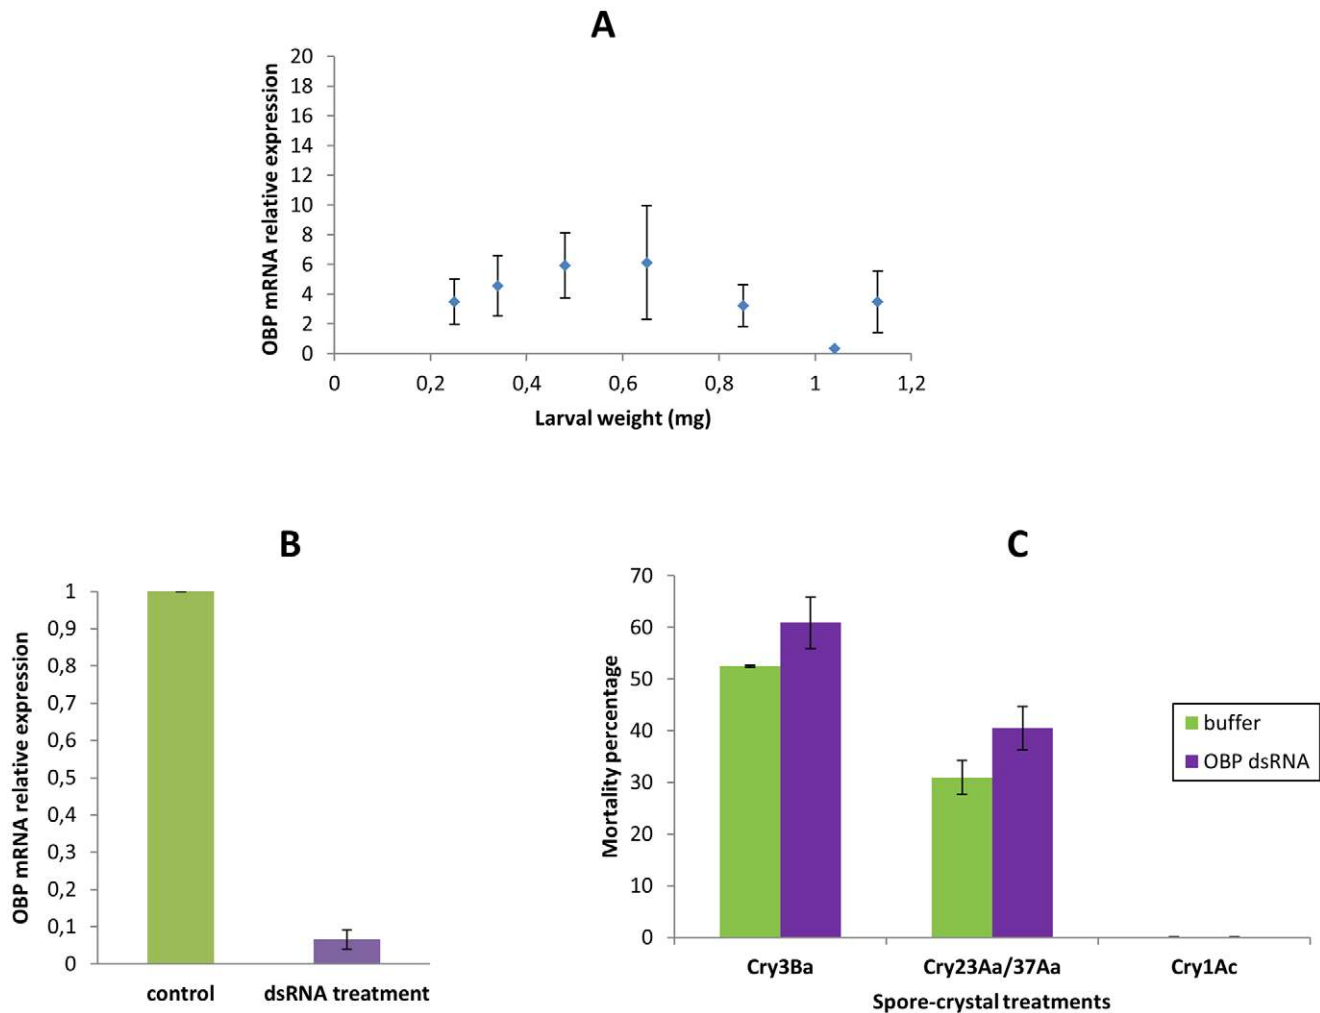 A
OBP mRNA relative expression
20
18
16
14
12
10
8
6
4
2
0
0 0,2 0,4 0,6 0,8 1 1,2
Larval weight (mg)
B
OBP mRNA relative expression
1
0,9
0,8
0,7
0,6
0,5
0,4
0,3
0,2
0,1
0
control dsRNA treatment
C
Mortality percentage
70
60
50
40
30
20
10
0
Cry3Ba Cry23Aa/37Aa Cry1Ac
Spore-crystal treatments
buffer
OBP dsRNA